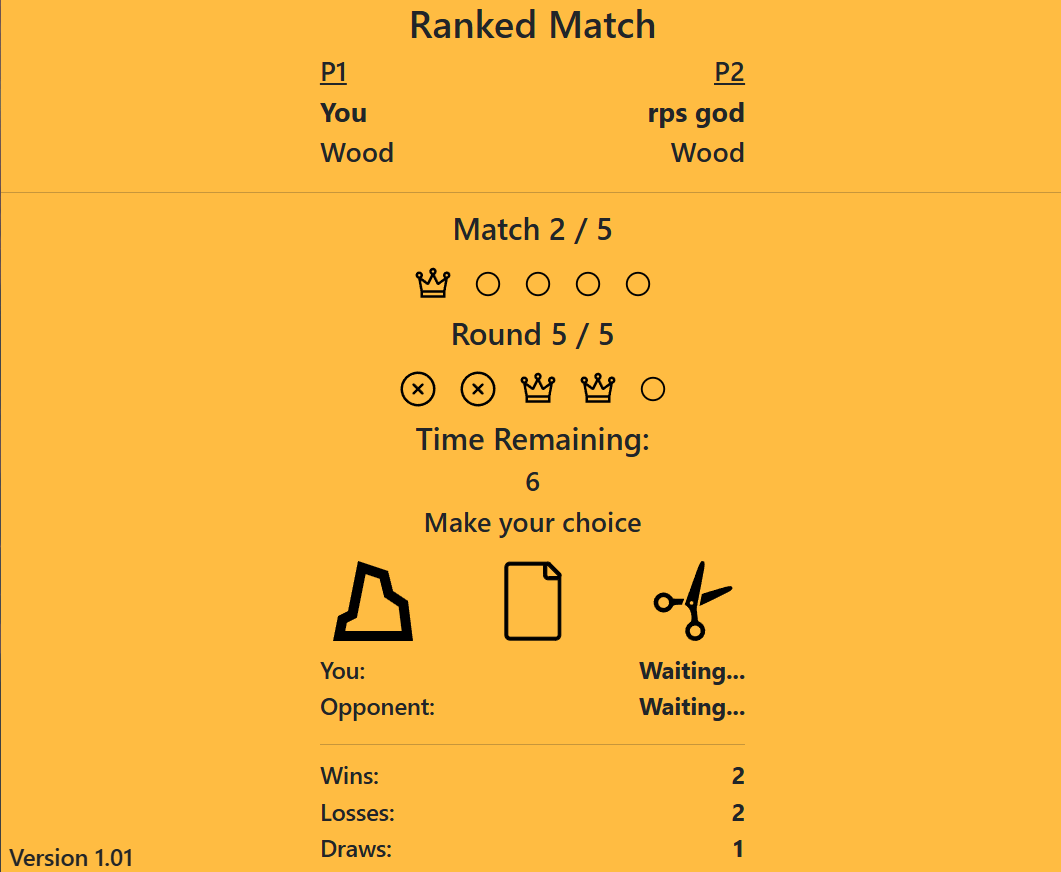 Ranked Match
P1 P2
You rps god
Wood Wood
Match 2 / 5
Round 5 / 5
Time Remaining:
6
Make your choice
You: Waiting...
Opponent: Waiting...
Wins: 2
Losses: 2
Draws: 1
Version 1.01